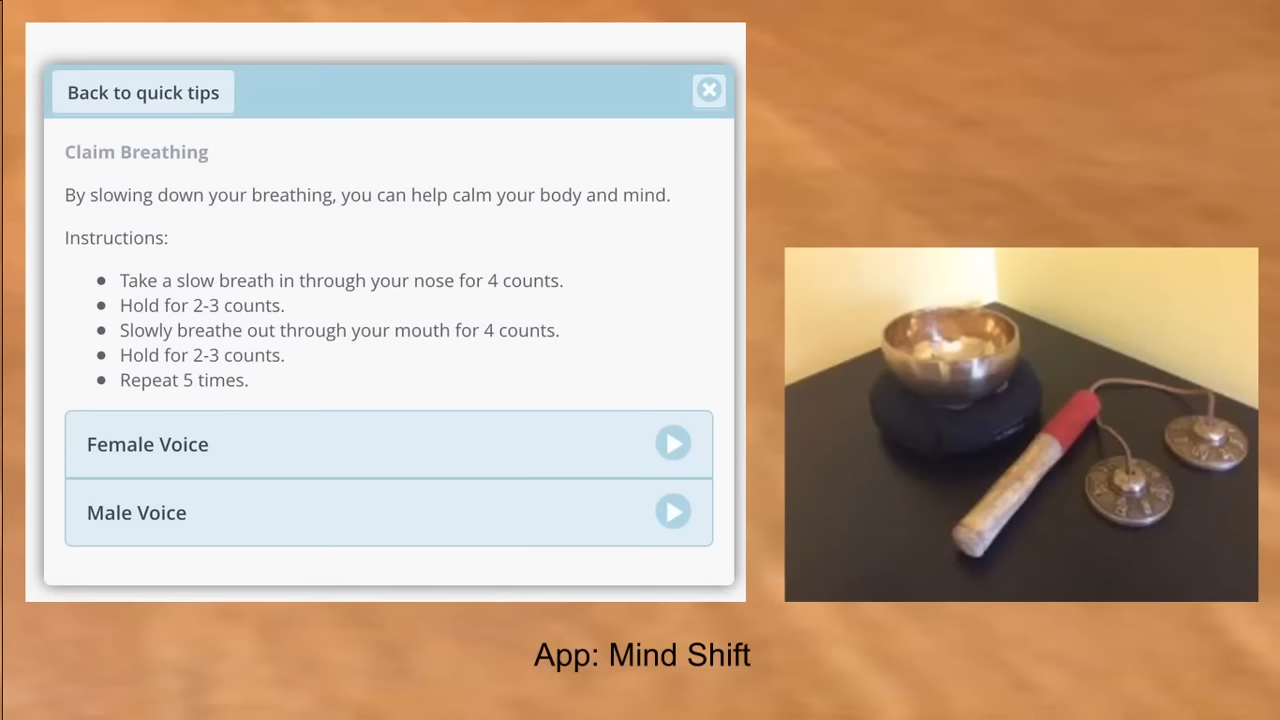 Back to quick tips
Claim Breathing
By slowing down your breathing, you can help calm your body and mind.
Instructions:
● Take a slow breath in through your nose for 4 counts.
● Hold for 2-3 counts.
● Slowly breathe out through your mouth for 4 counts.
● Hold for 2-3 counts.
● Repeat 5 times.
Female Voice
Male Voice
App: Mind Shift